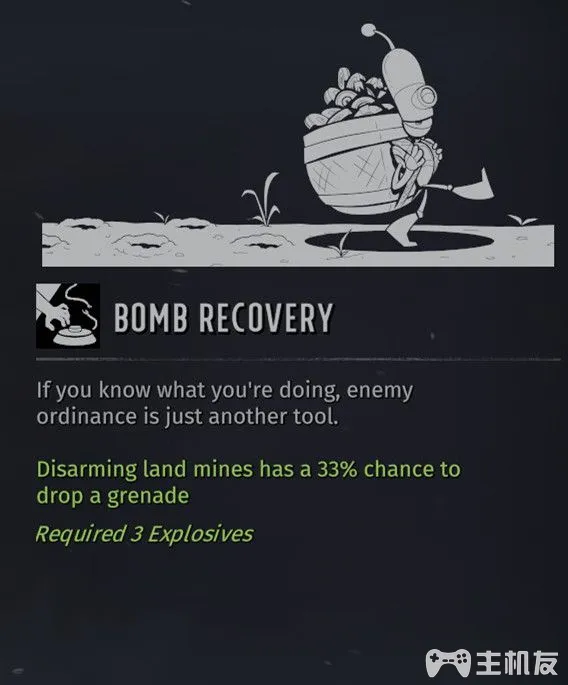 BOMB RECOVERY
If you know what you're doing, enemy
ordinance is just another tool.
Disarming land mines has a 33% chance to
drop a grenade
Required 3 Explosives
主机友